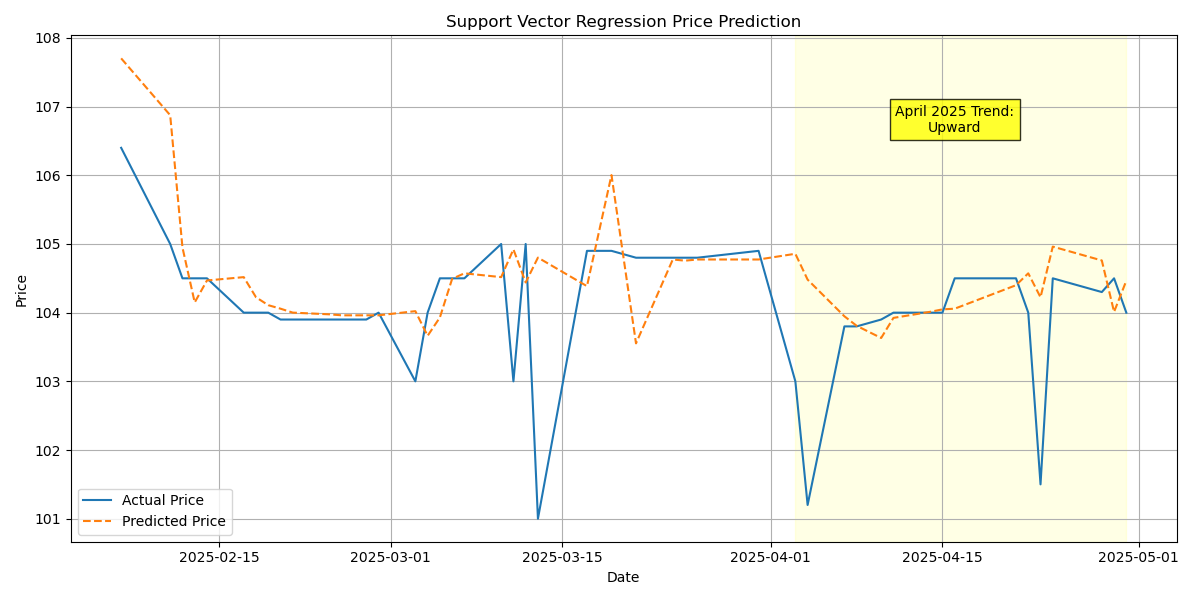 Support Vector Regression Price Prediction
108
107
106
105
104
103
102
101
Price
April 2025 Trend:
Upward
Actual Price
Predicted Price
2025-02-15
2025-03-01
2025-03-15
2025-04-01
2025-04-15
2025-05-01
Date